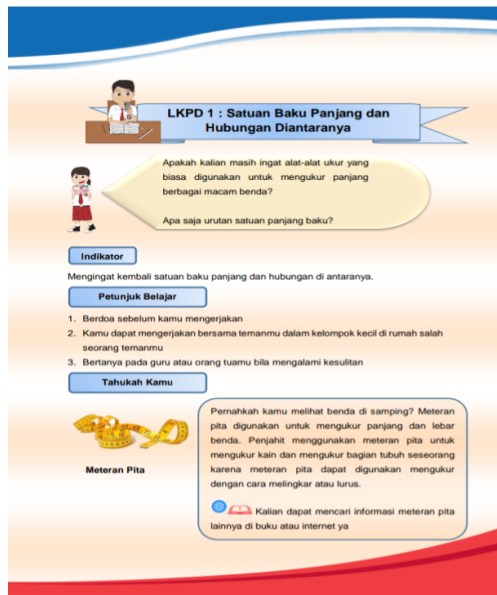 LKPD 1 : Satuan Baku Panjang dan
Hubungan Diantaranya
Apakah kalian masih ingat alat-alat ukur yang
biasa digunakan untuk mengukur panjang
berbagai macam benda?
Apa saja urutan satuan panjang baku?
Indikator
Mengingat kembali satuan baku panjang dan hubungan di antaranya.
Petunjuk Belajar
1. Berdoa sebelum kamu mengerjakan
2. Kamu dapat mengerjakan bersama temanmu dalam kelompok kecil di rumah salah
seorang temanmu
3. Bertanya pada guru atau orang tuamu bila mengalami kesulitan
Tahukah Kamu
Meteran Pita
Pernahkah kamu melihat benda di samping? Meteran
pita digunakan untuk mengukur panjang dan lebar
benda. Penjahit menggunakan meteran pita untuk
mengukur kain dan mengukur bagian tubuh seseorang
karena meteran pita dapat digunakan mengukur
dengan cara melingkar atau lurus.
Kalian dapat mencari informasi meteran pita
lainnya di buku atau internet ya